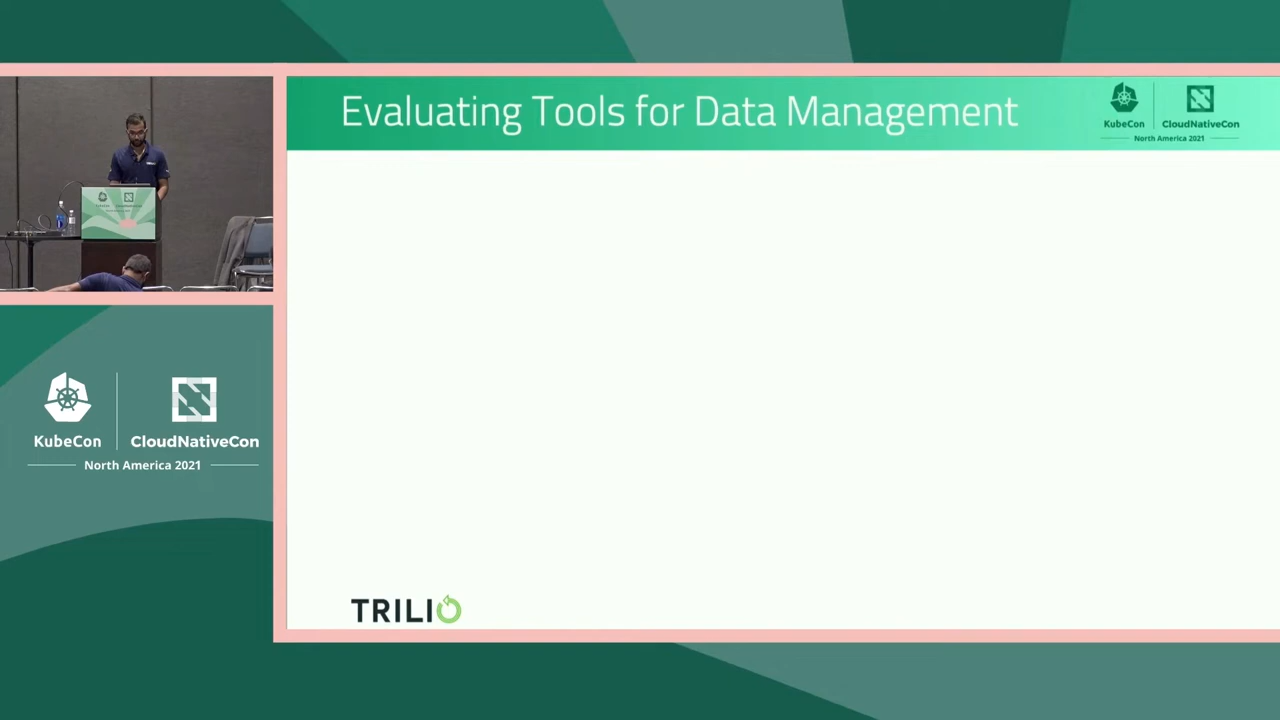 Evaluating Tools for Data Management
KubeCon
CloudNativeCon
North America 2021
KubeCon
CloudNativeCon
North America 2021
TRILIO